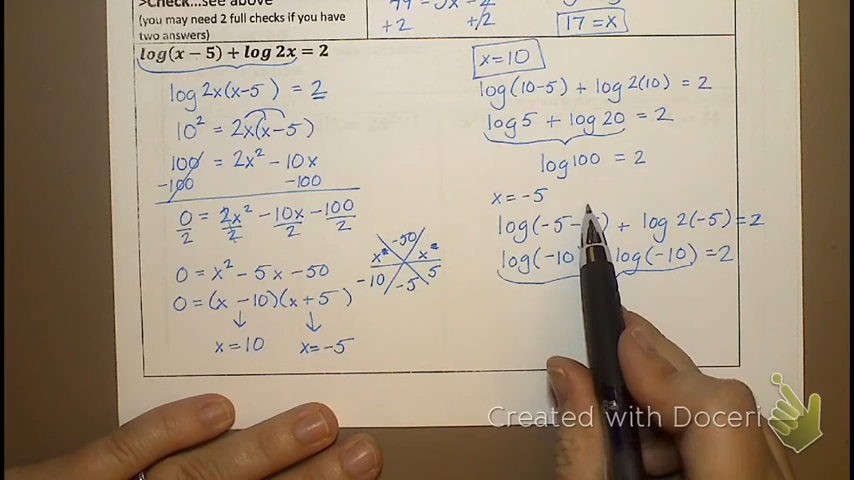 >Check...see above
(you may need 2 full checks if you have
two answers)
+2 +/2
17 = x
log(x − 5) + log 2x = 2
log 2x(x-5) = 2
10² = 2x(x-5)
100 = 2x² - 10x
-100 -100
0/2 = 2x²/2 - 10x/2 - 100/2
0 = x² - 5x - 50
0 = (x - 10)(x + 5)
x = 10 x = -5
-50
x² x²
-10 5
-5
x = 10
log(10-5) + log 2(10) = 2
log 5 + log 20 = 2
log 100 = 2
x = -5
log(-5 - ) + log 2(-5) = 2
log(-10 log(-10) = 2
Created with Doceri